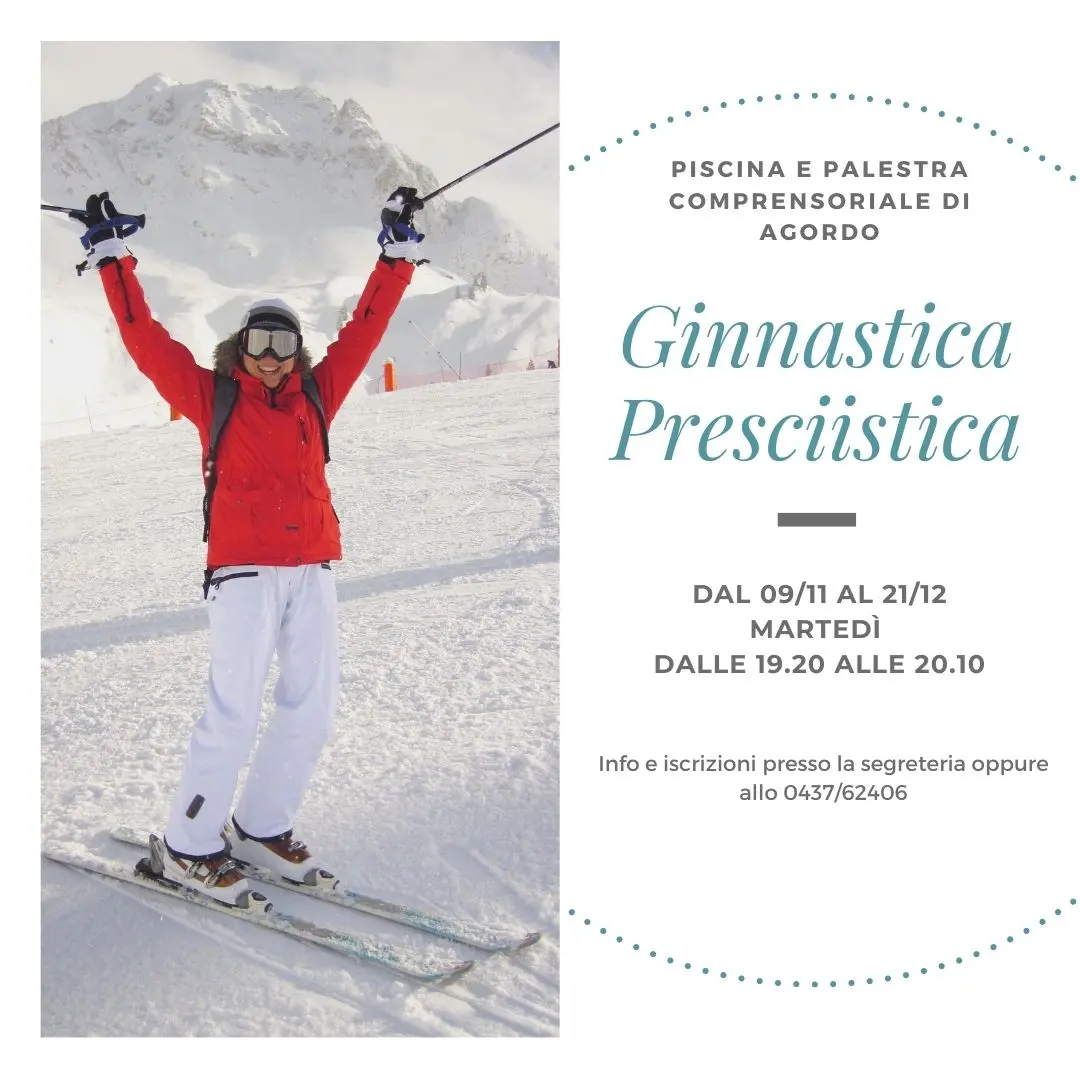 PISCINA E PALESTRA
COMPRENSORIALE DI
AGORDO
Ginnastica
Presciistica
DAL 09/11 AL 21/12
MARTEDÌ
DALLE 19.20 ALLE 20.10
Info e iscrizioni presso la segreteria oppure
allo 0437/62406